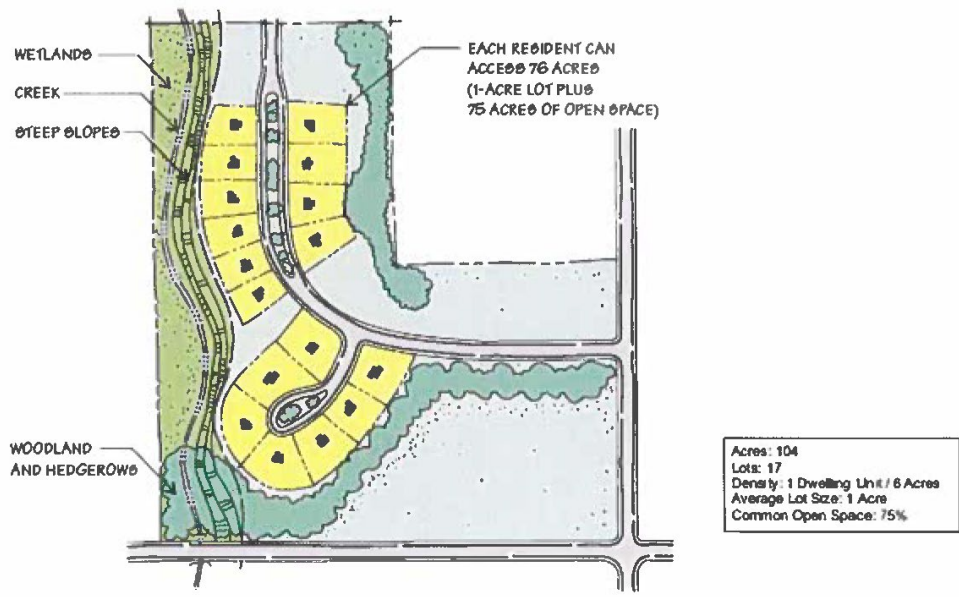 WETLANDS
CREEK
STEEP SLOPES
EACH RESIDENT CAN
ACCESS 76 ACRES
(1-ACRE LOT PLUS
75 ACRES OF OPEN SPACE)
WOODLAND
AND HEDGEROWS
Acres: 104
Lots: 17
Density: 1 Dwelling Unit / 6 Acres
Average Lot Size: 1 Acre
Common Open Space: 75%